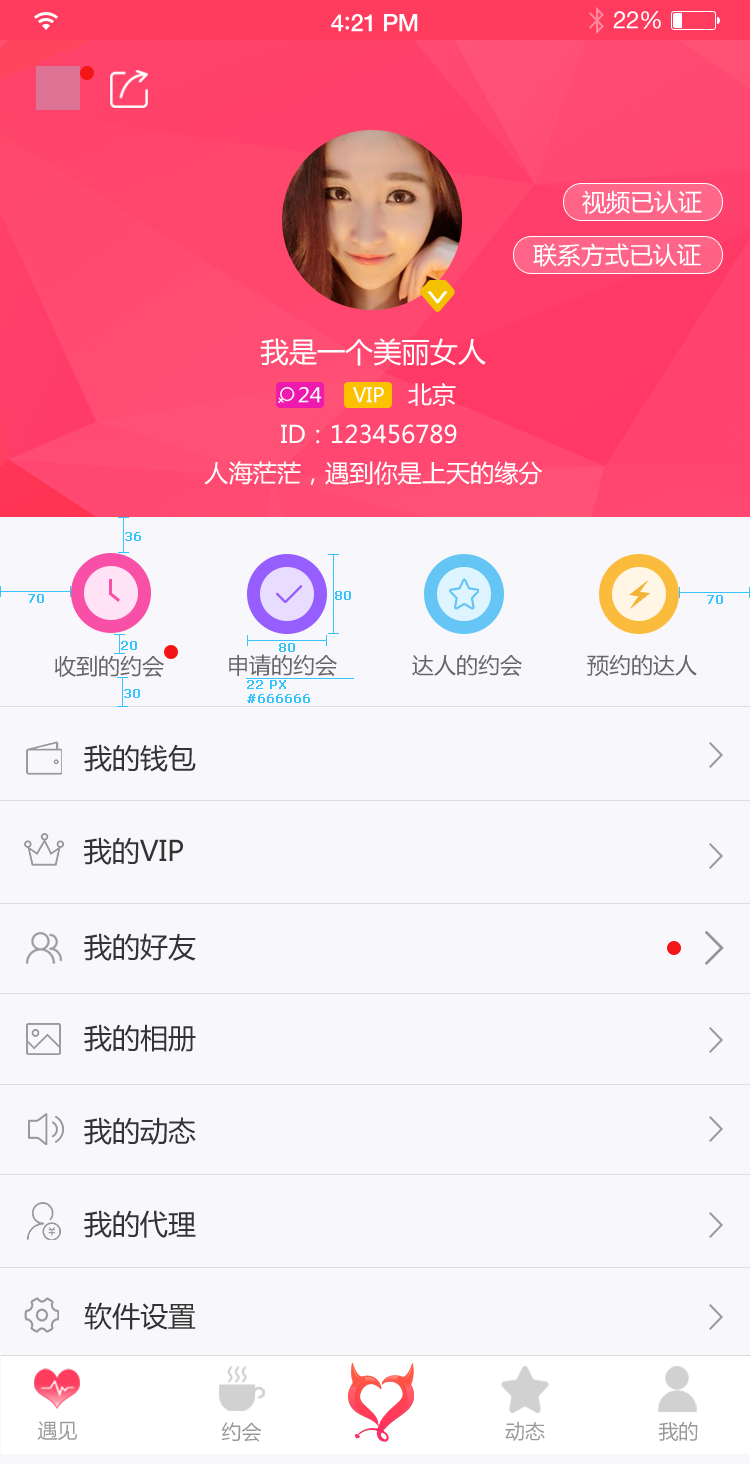 4:21 PM
22%
视频已认证
联系方式已认证
我是一个美丽女人
24 VIP 北京
ID：123456789
人海茫茫，遇到你是上天的缘分
36
70
80
70
20
80
收到的约会
申请的约会
达人的约会
预约的达人
30
22 PX
#666666
我的钱包
我的VIP
我的好友
我的相册
我的动态
我的代理
¥
软件设置
遇见
约会
动态
我的